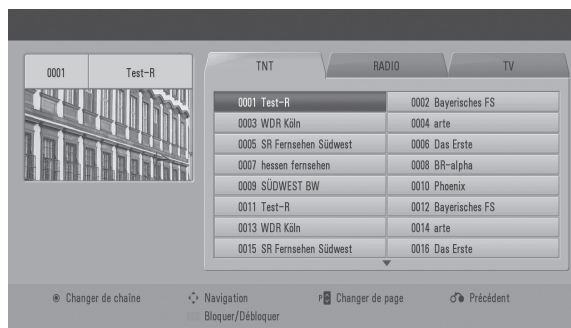 0001 Test-R
TNT RADIO TV
0001 Test-R 0002 Bayerisches FS
0003 WDR Köln 0004 arte
0005 SR Fernsehen Südwest 0006 Das Erste
0007 hessen fernsehen 0008 BR-alpha
0009 SÜDWEST BW 0010 Phoenix
0011 Test-R 0012 Bayerisches FS
0013 WDR Köln 0014 arte
0015 SR Fernsehen Südwest 0016 Das Erste
Changer de chaîne Navigation P Changer de page Précédent
Bloquer/Débloquer